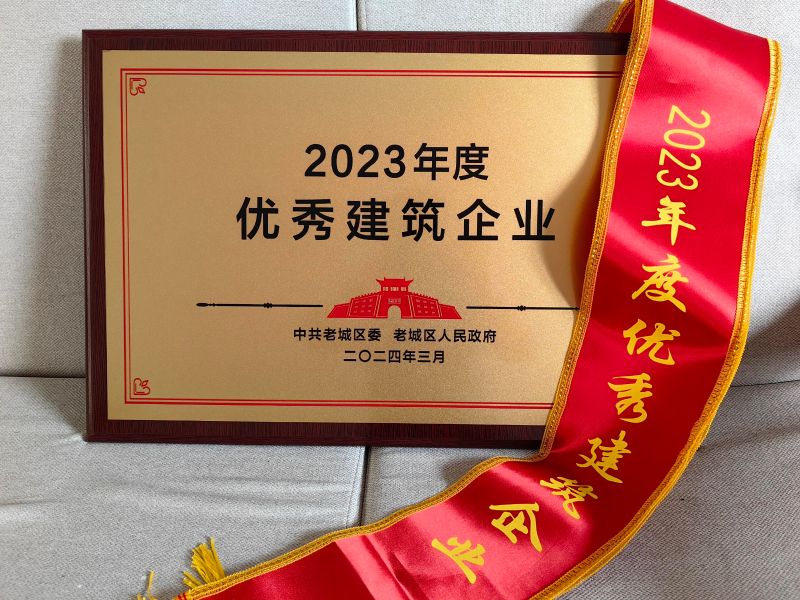 2023年度
优秀建筑企业
中共老城区委 老城区人民政府
二〇二四年三月
2023年度优秀建筑企业